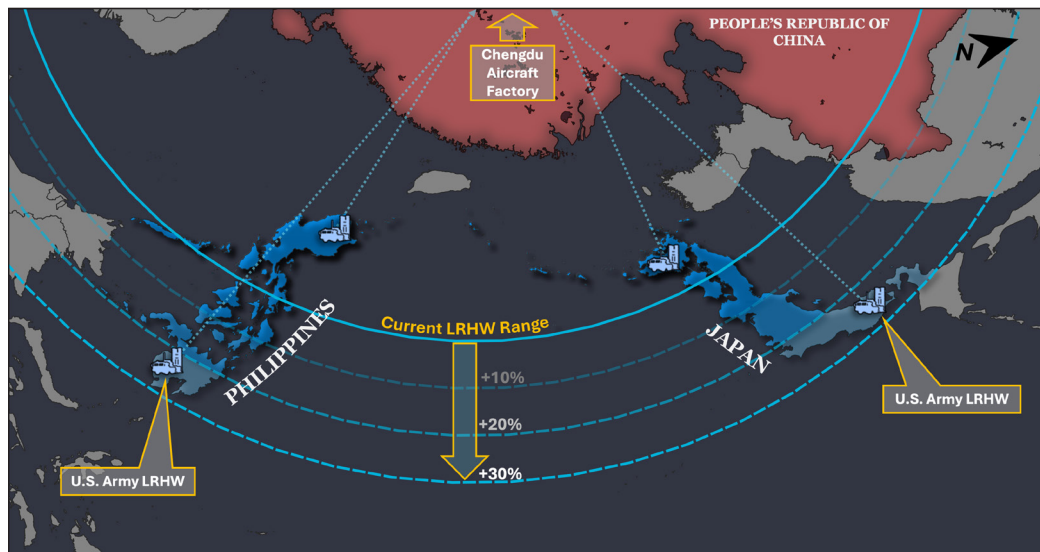 PEOPLE'S REPUBLIC OF
CHINA
N
Chengdu
Aircraft
Factory
Current LRHW Range
PHILIPPINES
JAPAN
+10%
+20%
+30%
U.S. Army LRHW
U.S. Army LRHW